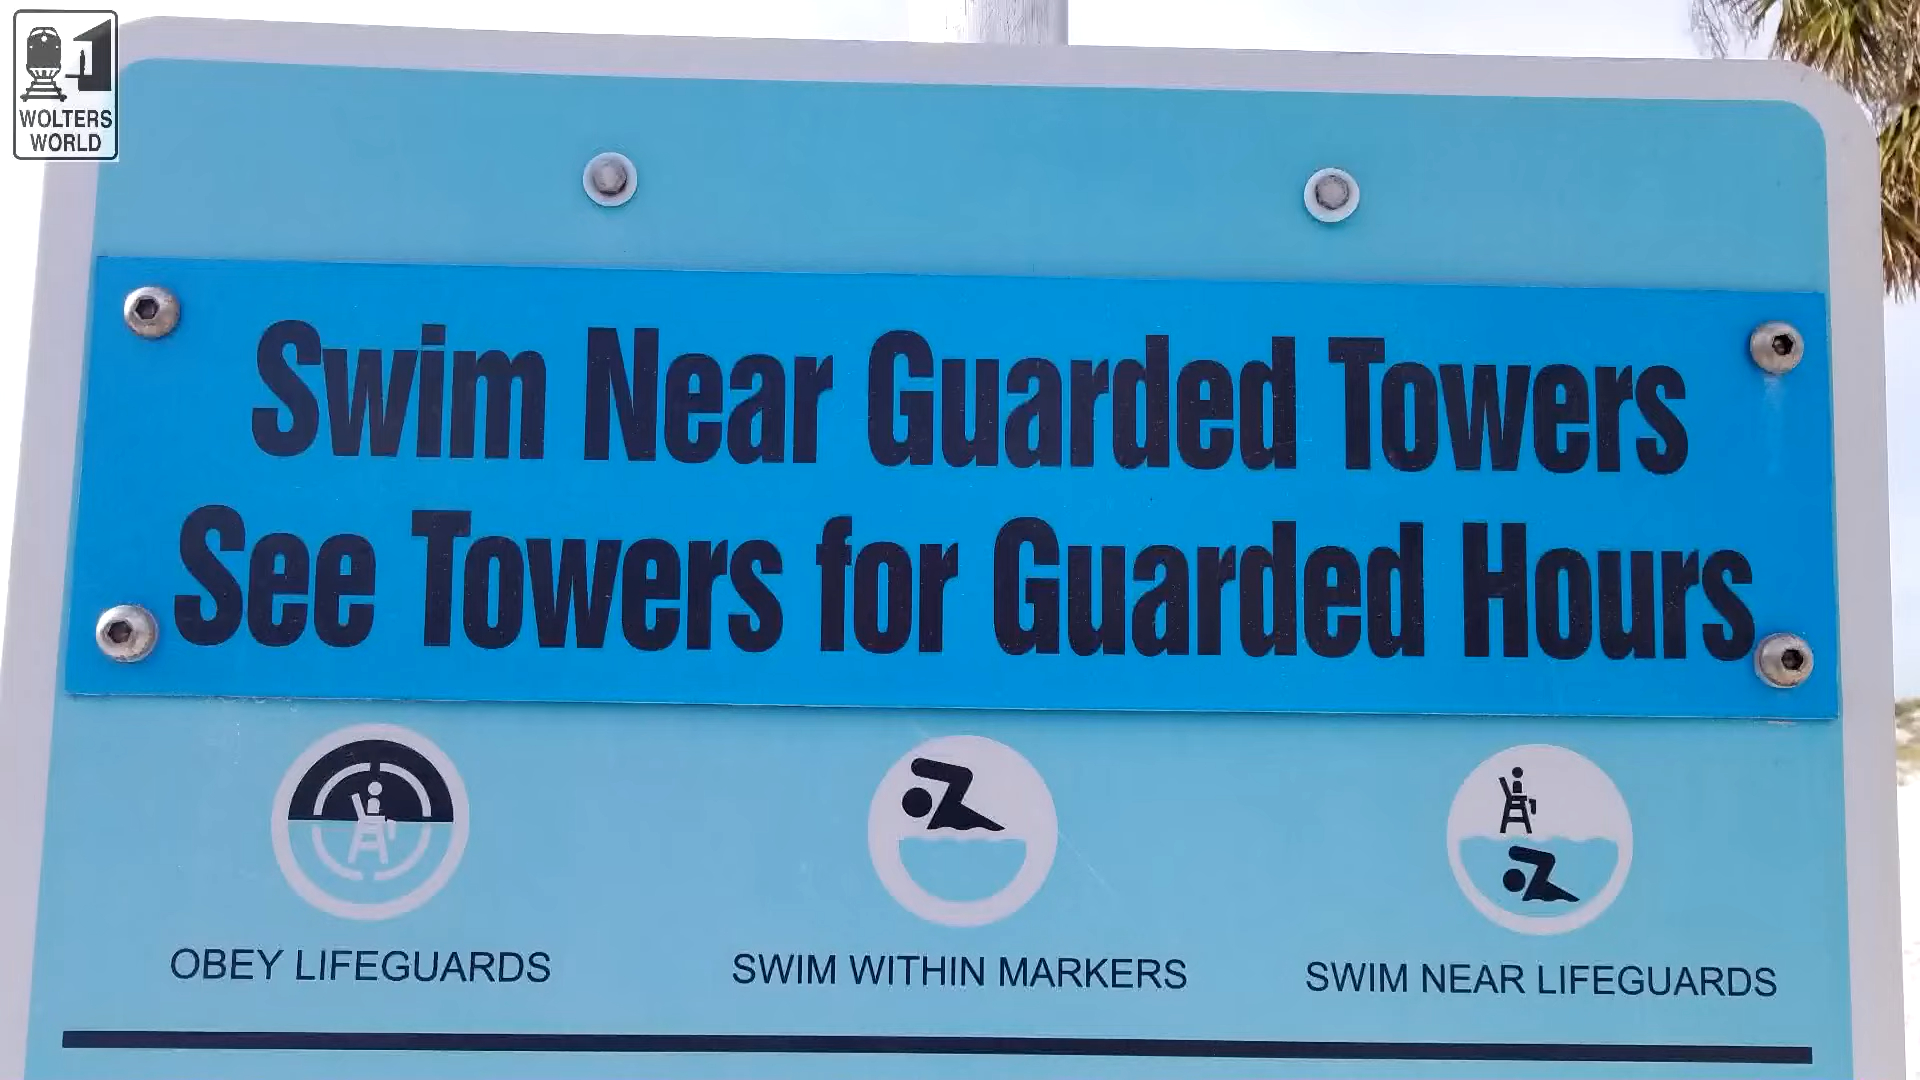 WOLTERS
WORLD
Swim Near Guarded Towers
See Towers for Guarded Hours
OBEY LIFEGUARDS
SWIM WITHIN MARKERS
SWIM NEAR LIFEGUARDS